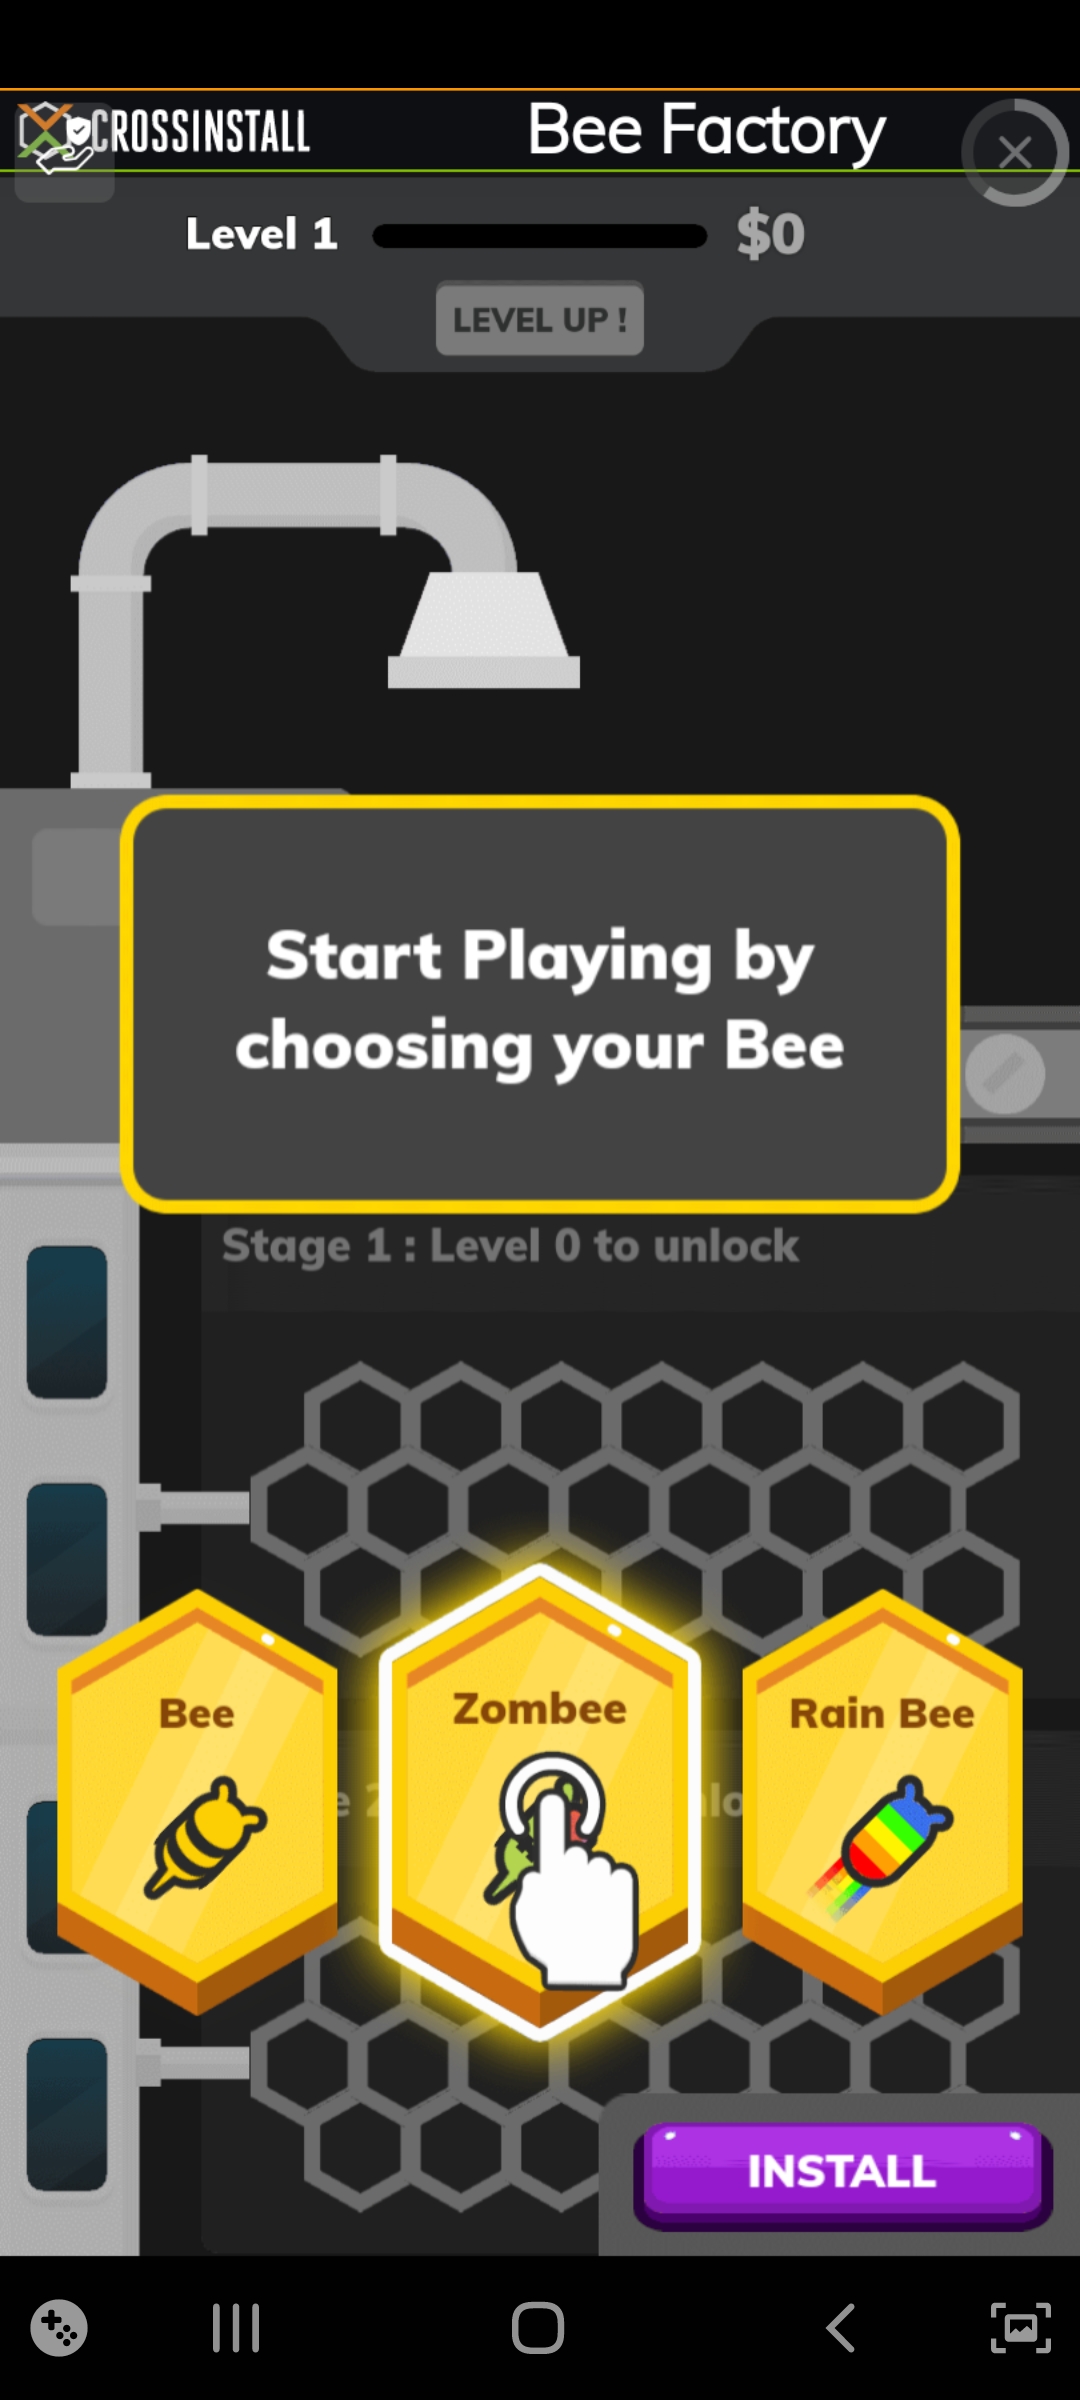 CROSSINSTALL
Bee Factory
Level 1
$0
LEVEL UP !
Start Playing by
choosing your Bee
Stage 1 : Level 0 to unlock
Bee
Zombee
Rain Bee
INSTALL